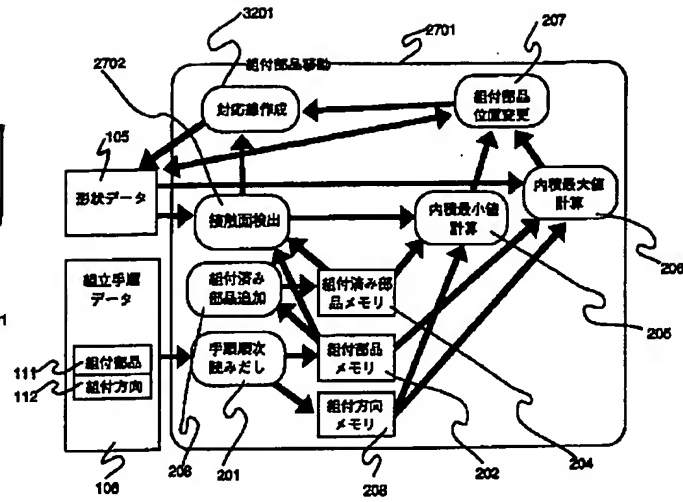 207
3201
2701
組付部品移動
2702
対応線作成
組付部品
位置変更
105
形状データ
内積最大値
計算
接触面検出
内積最小値
計算
206
組立手順
データ
組付済み
部品追加
組付済み部
品メモリ
205
1
111
組付部品
手順順次
読みだし
組付部品
メモリ
112
組付方向
組付方向
メモリ
106
208
201
208
202
204